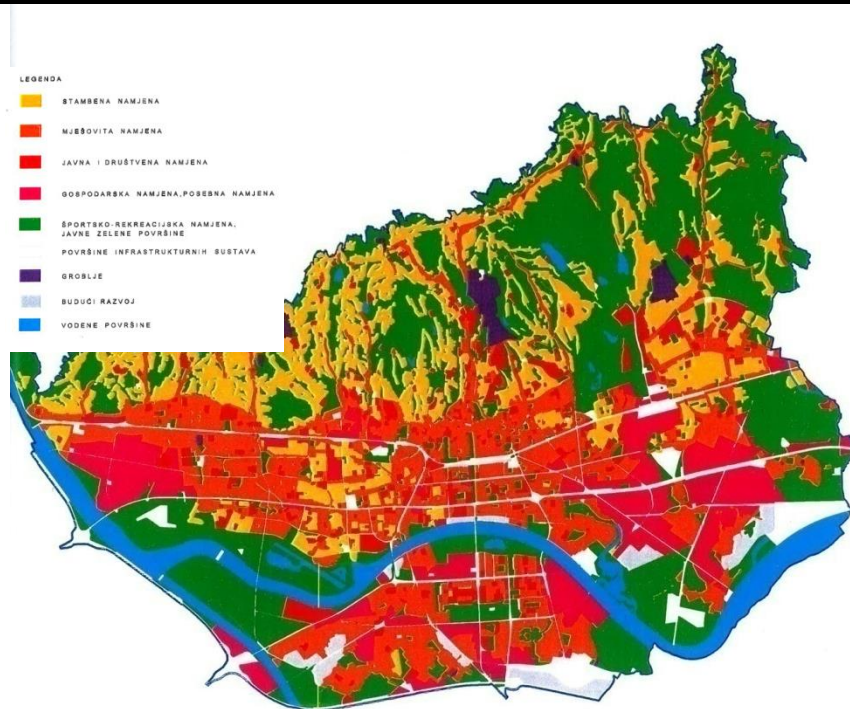 LEGENDA
STAMBENA NAMJENA
MJEŠOVITA NAMJENA
JAVNA I DRUŠTVENA NAMJENA
GOSPODARSKA NAMJENA,POSEBNA NAMJENA
ŠPORTSKO-REKREACIJSKA NAMJENA,
JAVNE ZELENE POVRŠINE
POVRŠINE INFRASTRUKTURNIH SUSTAVA
GROBLJE
BUDUĆI RAZVOJ
VODENE POVRŠINE